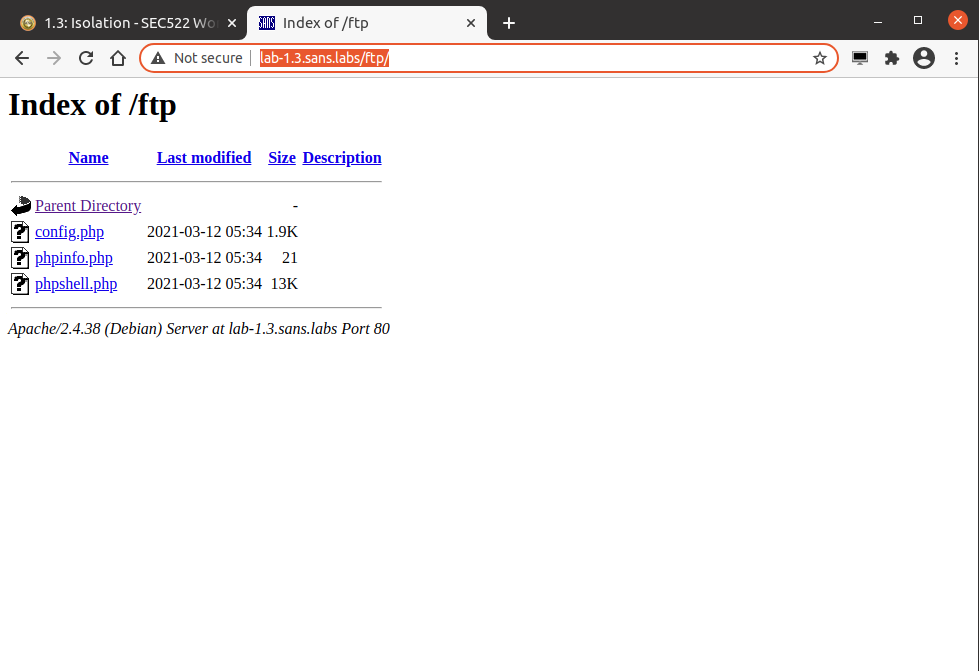 1.3: Isolation - SEC522 Wo
SANS Index of /ftp
Not secure lab-1.3.sans.labs/ftp/
Index of /ftp
Name Last modified Size Description
Parent Directory -
config.php 2021-03-12 05:34 1.9K
phpinfo.php 2021-03-12 05:34 21
phpshell.php 2021-03-12 05:34 13K
Apache/2.4.38 (Debian) Server at lab-1.3.sans.labs Port 80